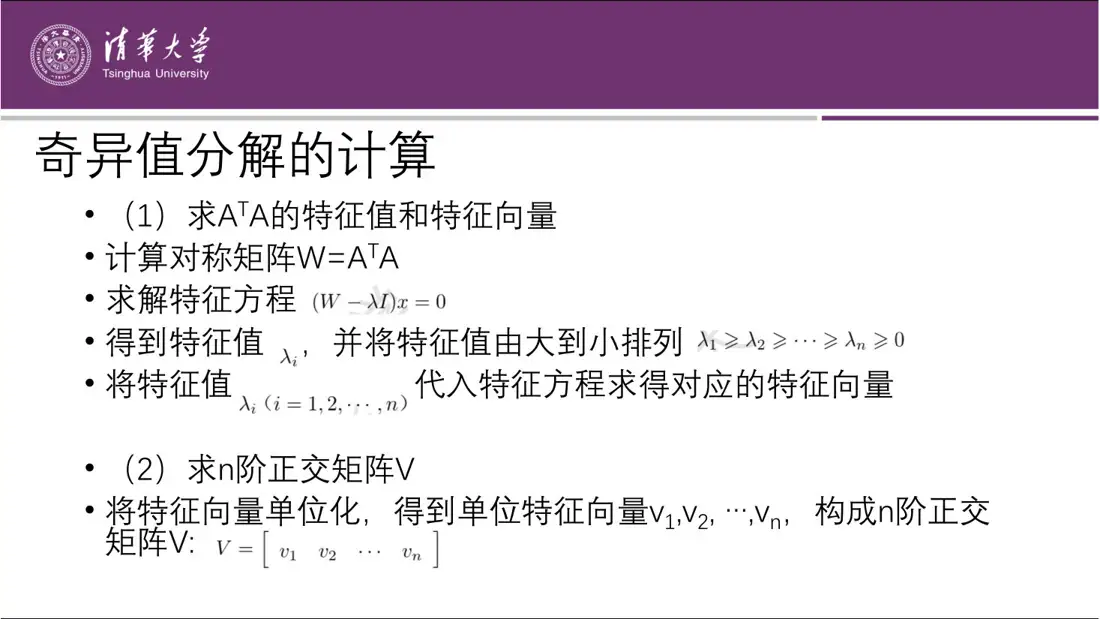 清華大学
Tsinghua University
奇异值分解的计算
• （1）求AᵀA的特征值和特征向量
• 计算对称矩阵W=AᵀA
• 求解特征方程 (W − λI)x = 0
• 得到特征值 λᵢ，并将特征值由大到小排列 λ₁ ⩾ λ₂ ⩾ ⋯ ⩾ λₙ ⩾ 0
• 将特征值 λᵢ (i = 1, 2, ⋯ , n) 代入特征方程求得对应的特征向量
• （2）求n阶正交矩阵V
• 将特征向量单位化，得到单位特征向量v₁,v₂, ⋯,vₙ，构成n阶正交
矩阵V: V = [ v₁ v₂ ⋯ vₙ ]